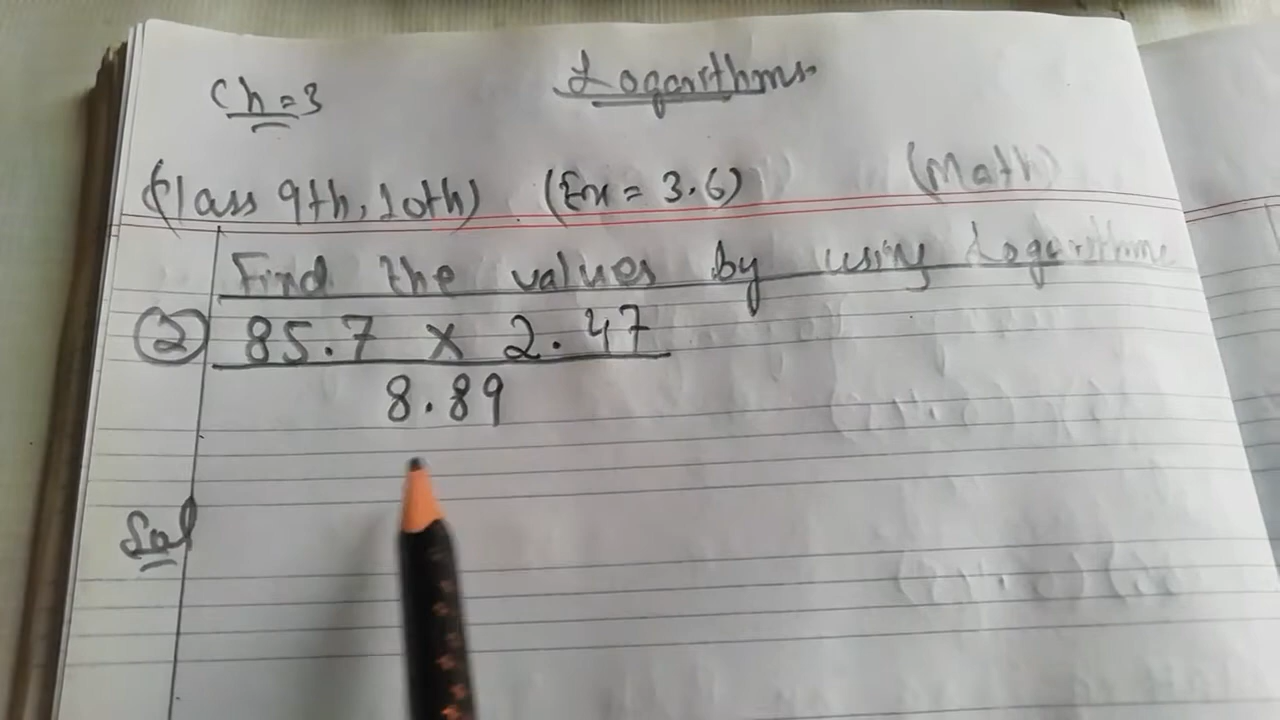 Ch = 3
Logarithms
(Class 9th, 10th) (Ex = 3.6) (Math)
Find the values by using Logarithms
② 85.7 × 2.47
8.89
Sol